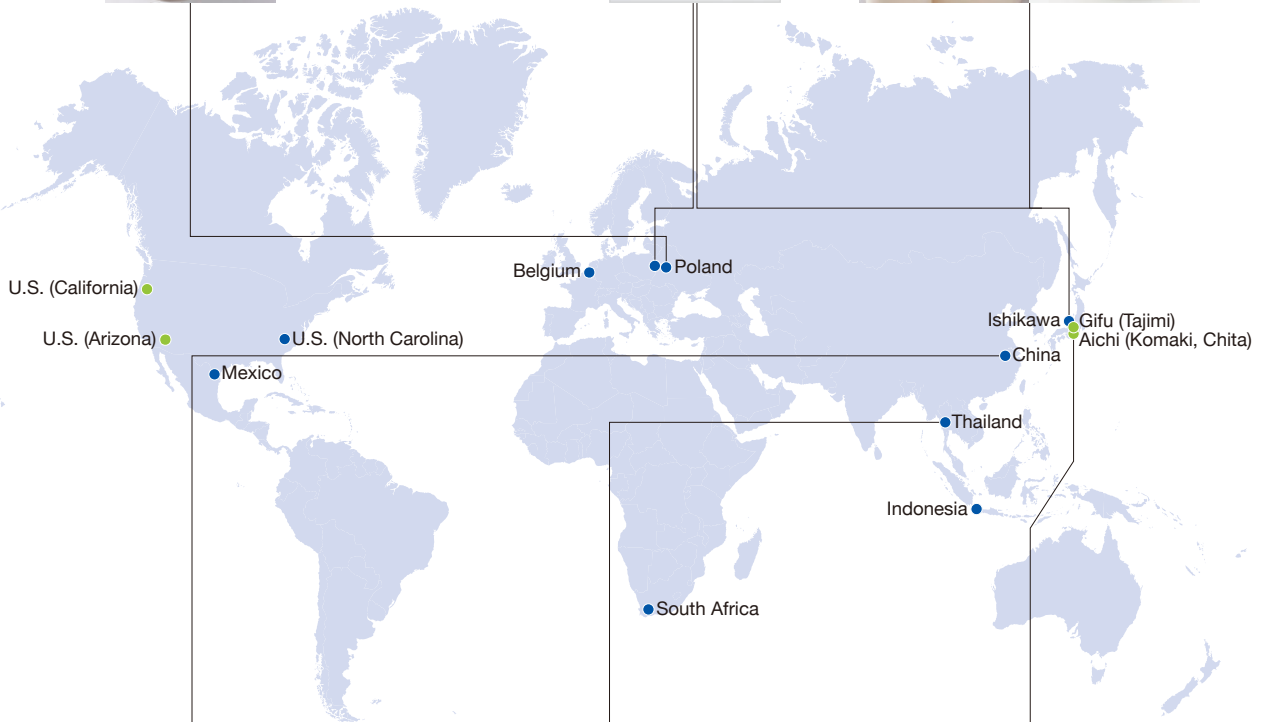 Belgium
Poland
U.S. (California)
Ishikawa
Gifu (Tajimi)
U.S. (Arizona)
U.S. (North Carolina)
Aichi (Komaki, Chita)
China
Mexico
Thailand
Indonesia
South Africa